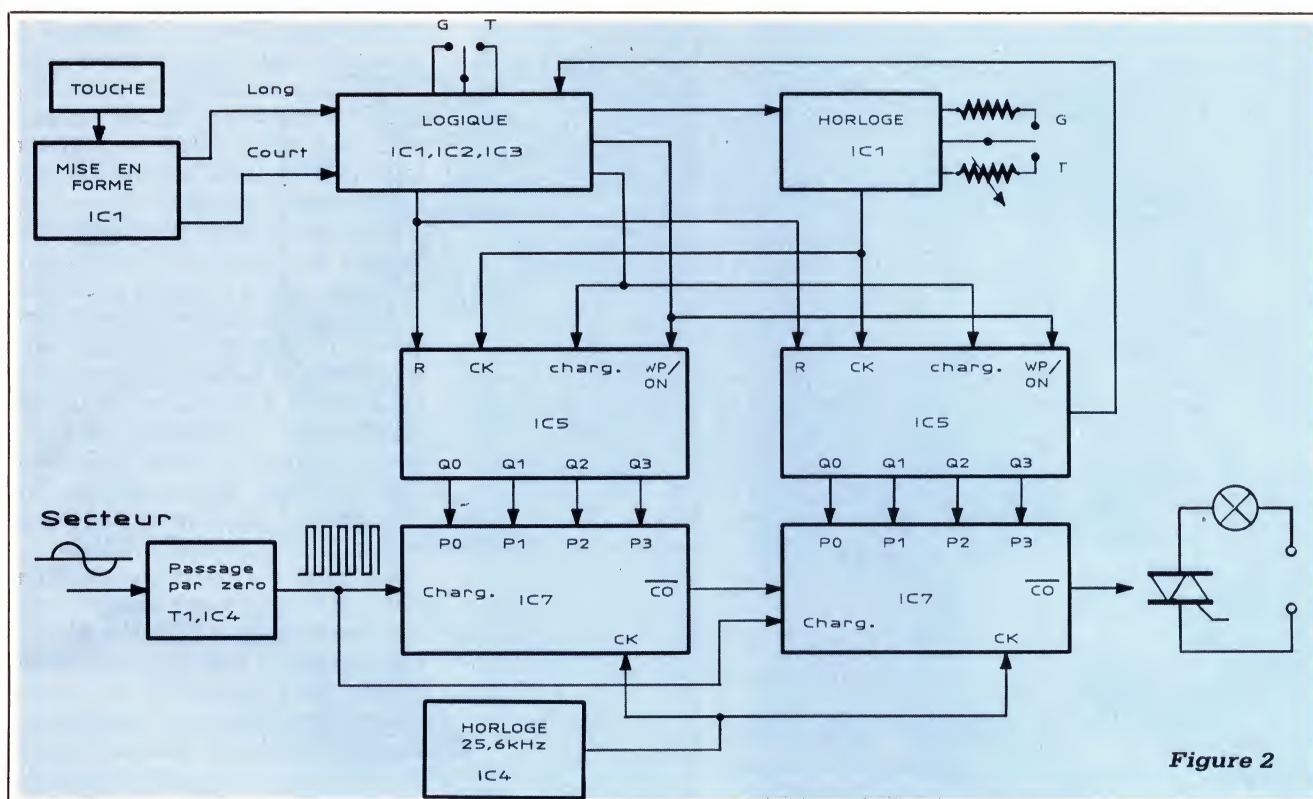 G T
TOUCHE
Long
LOGIQUE
IC1,IC2,IC3
HORLOGE
IC1
G
T
MISE EN
FORME
IC1
Court
R CK charg. WP/
ON
IC5
Q0 Q1 Q2 Q3
R CK charg. WP/
ON
IC5
Q0 Q1 Q2 Q3
Secteur
Passage
par zero
T1,IC4
P0 P1 P2 P3
Charg.
IC7
CO
CK
P0 P1 P2 P3
Charg.
IC7
CO
CK
HORLOGE
25,6kHz
IC4
Figure 2